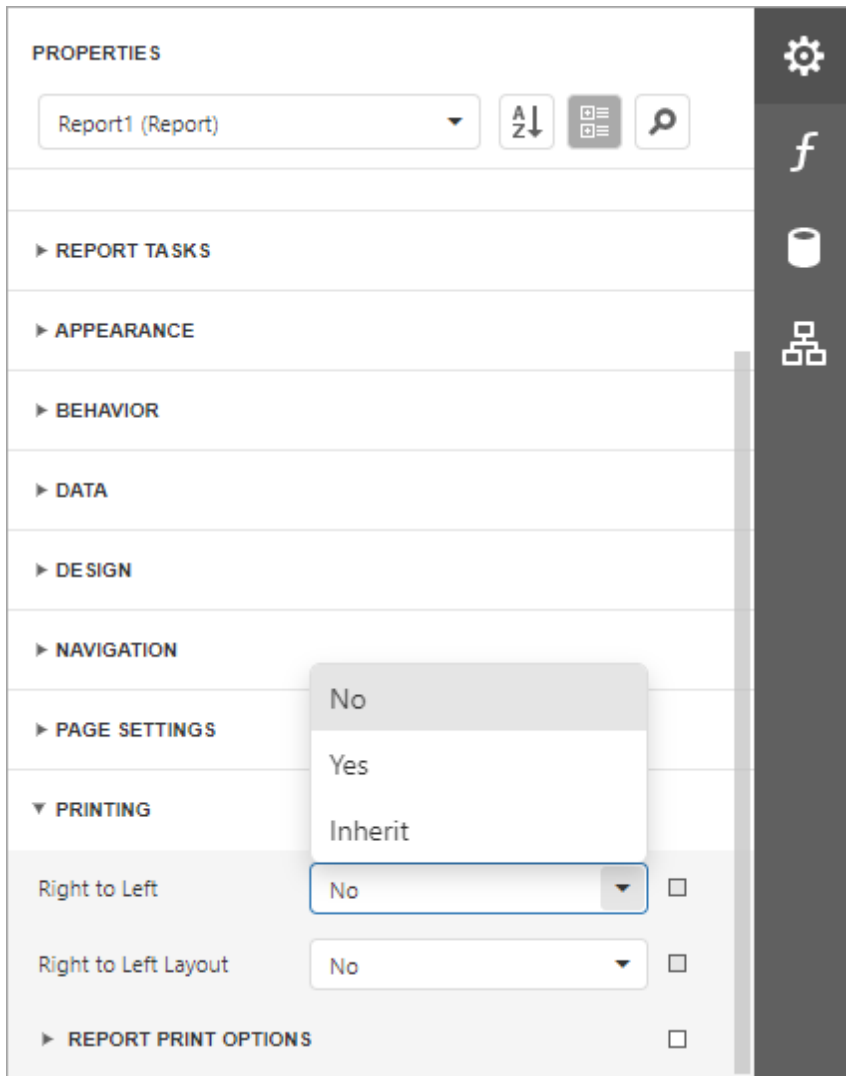 PROPERTIES
Report1 (Report)
A
Z
f
REPORT TASKS
APPEARANCE
BEHAVIOR
DATA
DESIGN
NAVIGATION
PAGE SETTINGS
No
Yes
Inherit
PRINTING
Right to Left No
Right to Left Layout No
REPORT PRINT OPTIONS